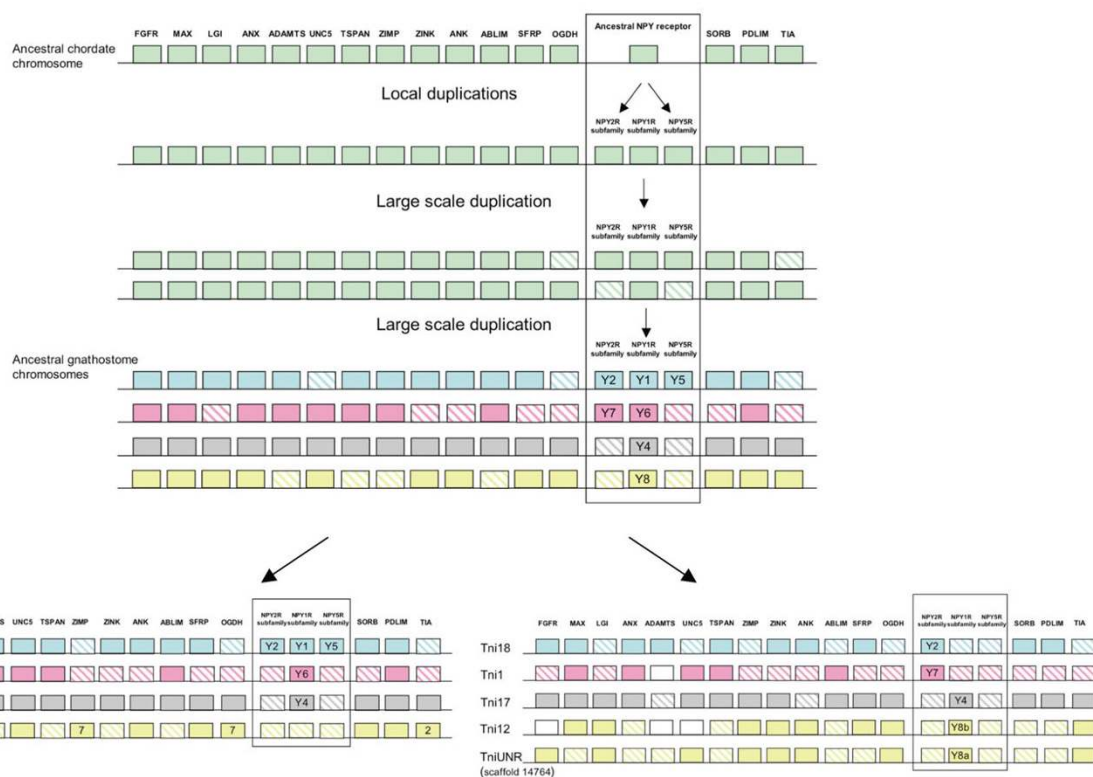 Ancestral NPY receptor
FGFR MAX LGI ANX ADAMTS UNC5 TSPAN ZIMP ZINK ANK ABLIM SFRP OGDH SORB PDLIM TIA
Ancestral chordate
chromosome
Local duplications
NPY2R NPY1R NPY5R
subfamily subfamily subfamily
Large scale duplication
NPY2R NPY1R NPY5R
subfamily subfamily subfamily
Large scale duplication
NPY2R NPY1R NPY5R
subfamily subfamily subfamily
Ancestral gnathostome
chromosomes
Y2 Y1 Y5
Y7 Y6
Y4
Y8
NPY2R NPY1R NPY5R
subfamily subfamily subfamily
S UNC5 TSPAN ZIMP ZINK ANK ABLIM SFRP OGDH SORB PDLIM TIA
Y2 Y1 Y5
Y6
Y4
7 7 2
NPY2R NPY1R NPY5R
subfamily subfamily subfamily
FGFR MAX LGI ANX ADAMTS UNC5 TSPAN ZIMP ZINK ANK ABLIM SFRP OGDH SORB PDLIM TIA
Tni18 Y2
Tni1 Y7
Tni17 Y4
Tni12 Y8b
TniUNR Y8a
(scaffold 14764)